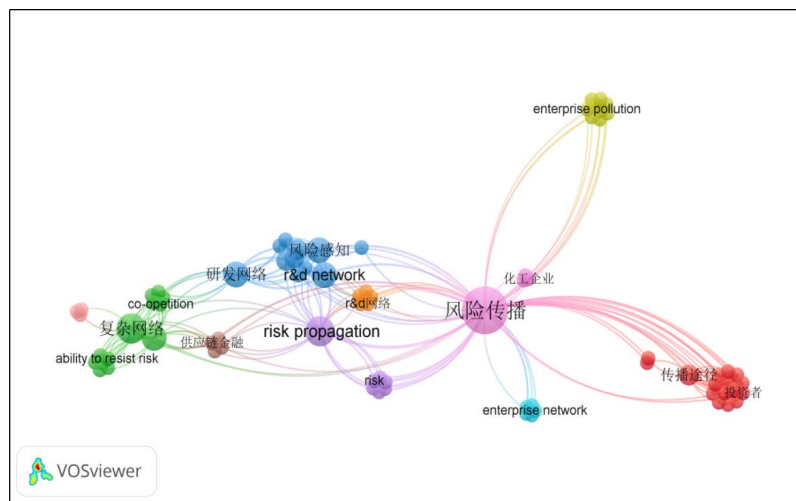 enterprise pollution
风险感知
研发网络
r&d network
化工企业
co-opetition
r&d网络
风险传播
复杂网络
risk propagation
供应链金融
ability to resist risk
传播途径
risk
投资者
enterprise network
VOSviewer